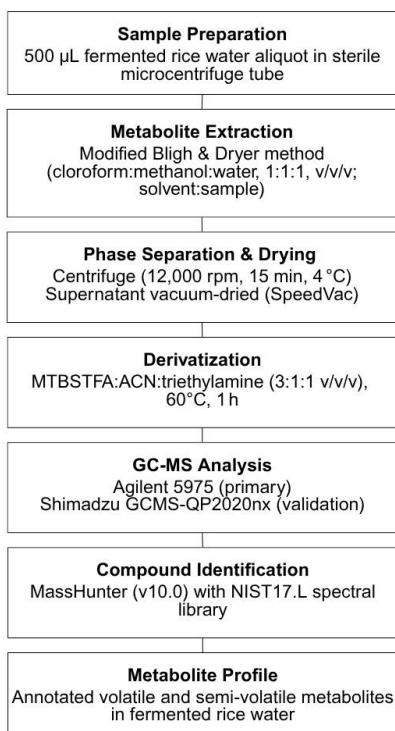 Sample Preparation
500 µL fermented rice water aliquot in sterile
microcentrifuge tube
Metabolite Extraction
Modified Bligh & Dryer method
(cloroform:methanol:water, 1:1:1, v/v/v;
solvent:sample)
Phase Separation & Drying
Centrifuge (12,000 rpm, 15 min, 4 °C)
Supernatant vacuum-dried (SpeedVac)
Derivatization
MTBSTFA:ACN:triethylamine (3:1:1 v/v/v),
60°C, 1 h
GC-MS Analysis
Agilent 5975 (primary)
Shimadzu GCMS-QP2020nx (validation)
Compound Identification
MassHunter (v10.0) with NIST17.L spectral
library
Metabolite Profile
Annotated volatile and semi-volatile metabolites
in fermented rice water